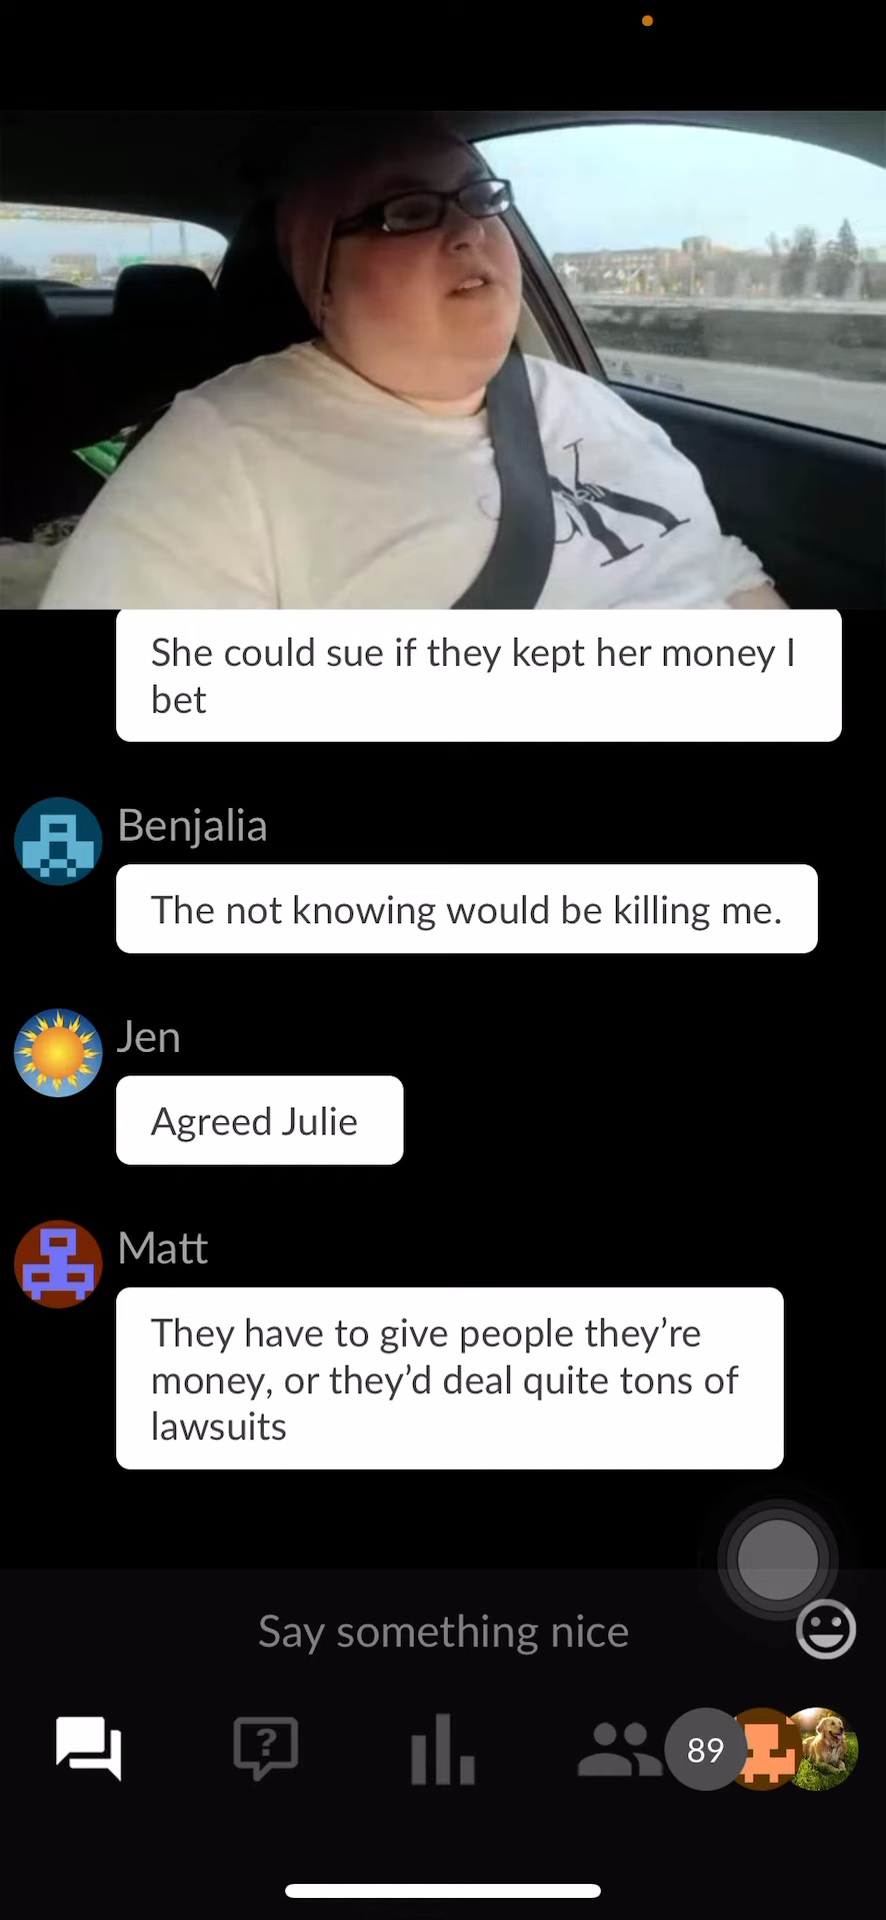 She could sue if they kept her money I
bet
Benjalia
The not knowing would be killing me.
Jen
Agreed Julie
Matt
They have to give people they’re
money, or they’d deal quite tons of
lawsuits
Say something nice
89